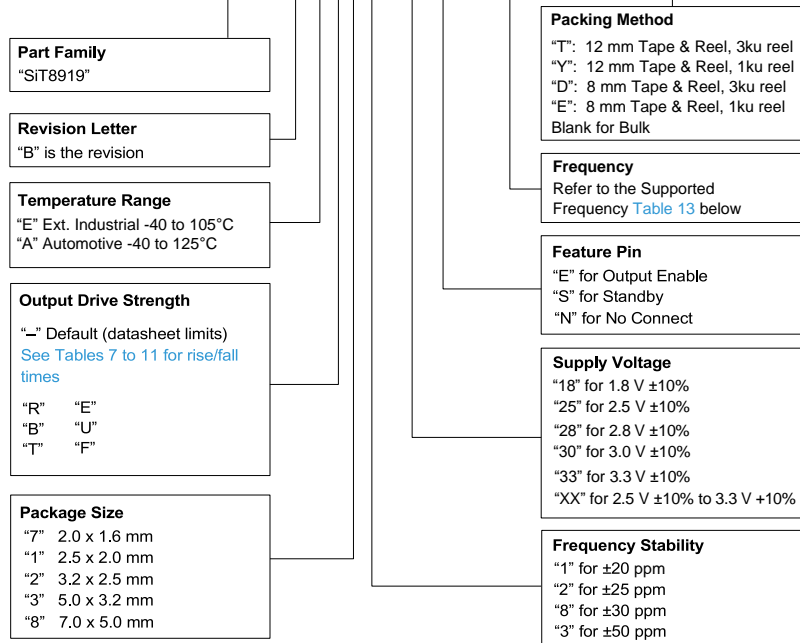 Part Family
“SiT8919”
Revision Letter
“B” is the revision
Temperature Range
“E” Ext. Industrial -40 to 105°C
“A” Automotive -40 to 125°C
Output Drive Strength
“–” Default (datasheet limits)
See Tables 7 to 11 for rise/fall
times
“R” “E”
“B” “U”
“T” “F”
Package Size
“7” 2.0 x 1.6 mm
“1” 2.5 x 2.0 mm
“2” 3.2 x 2.5 mm
“3” 5.0 x 3.2 mm
“8” 7.0 x 5.0 mm
Packing Method
“T”: 12 mm Tape & Reel, 3ku reel
“Y”: 12 mm Tape & Reel, 1ku reel
“D”: 8 mm Tape & Reel, 3ku reel
“E”: 8 mm Tape & Reel, 1ku reel
Blank for Bulk
Frequency
Refer to the Supported
Frequency Table 13 below
Feature Pin
“E” for Output Enable
“S” for Standby
“N” for No Connect
Supply Voltage
“18” for 1.8 V ±10%
“25” for 2.5 V ±10%
“28” for 2.8 V ±10%
“30” for 3.0 V ±10%
“33” for 3.3 V ±10%
“XX” for 2.5 V ±10% to 3.3 V +10%
Frequency Stability
“1” for ±20 ppm
“2” for ±25 ppm
“8” for ±30 ppm
“3” for ±50 ppm